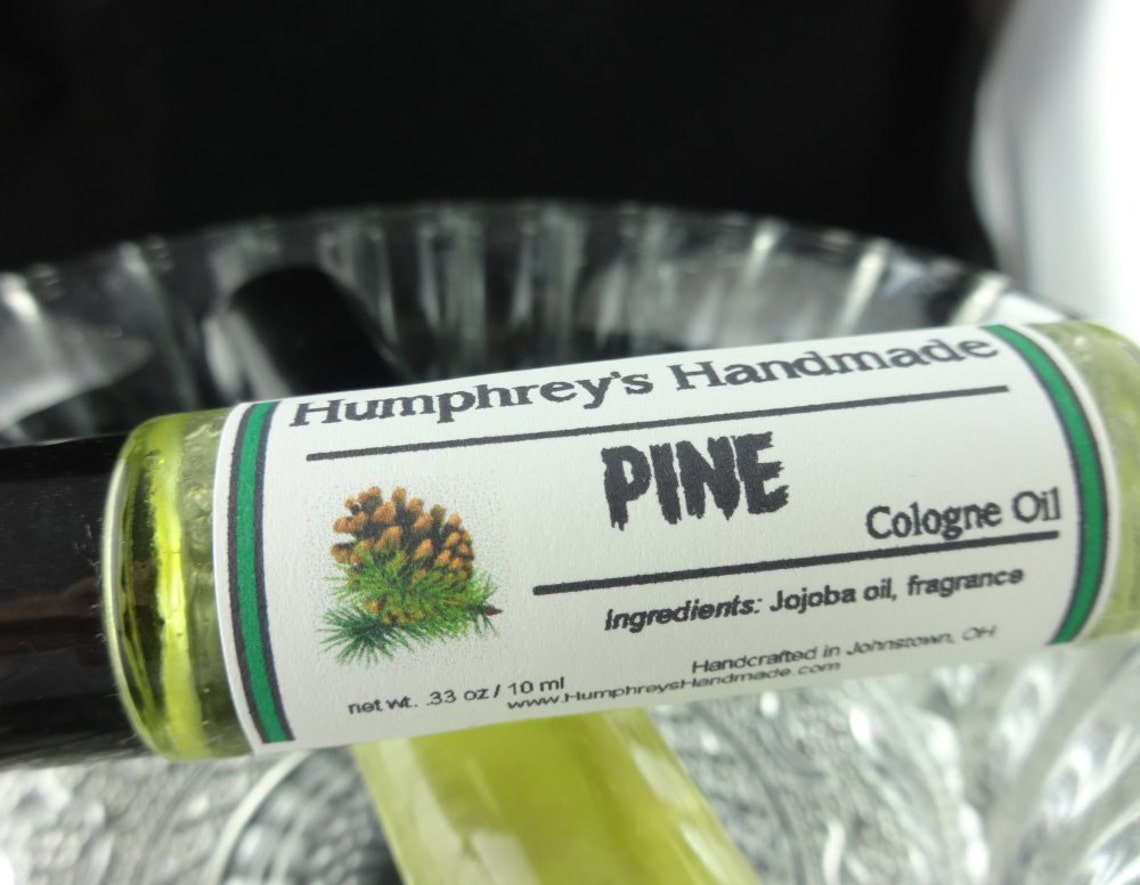 Humphrey's Handmade
PINE
Cologne Oil
Ingredients: Jojoba oil, fragrance
Handcrafted in Johnstown, OH
net wt. .33 oz / 10 ml
www.HumphreysHandmade.com